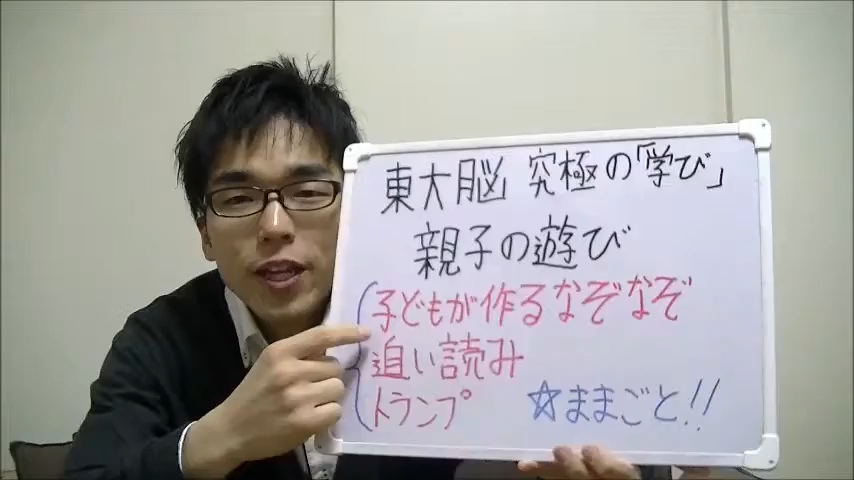 東大脳 究極の「学び」
親子の遊び
子どもが作るなぞなぞ
追い読み
トランプ ☆ままごと!!